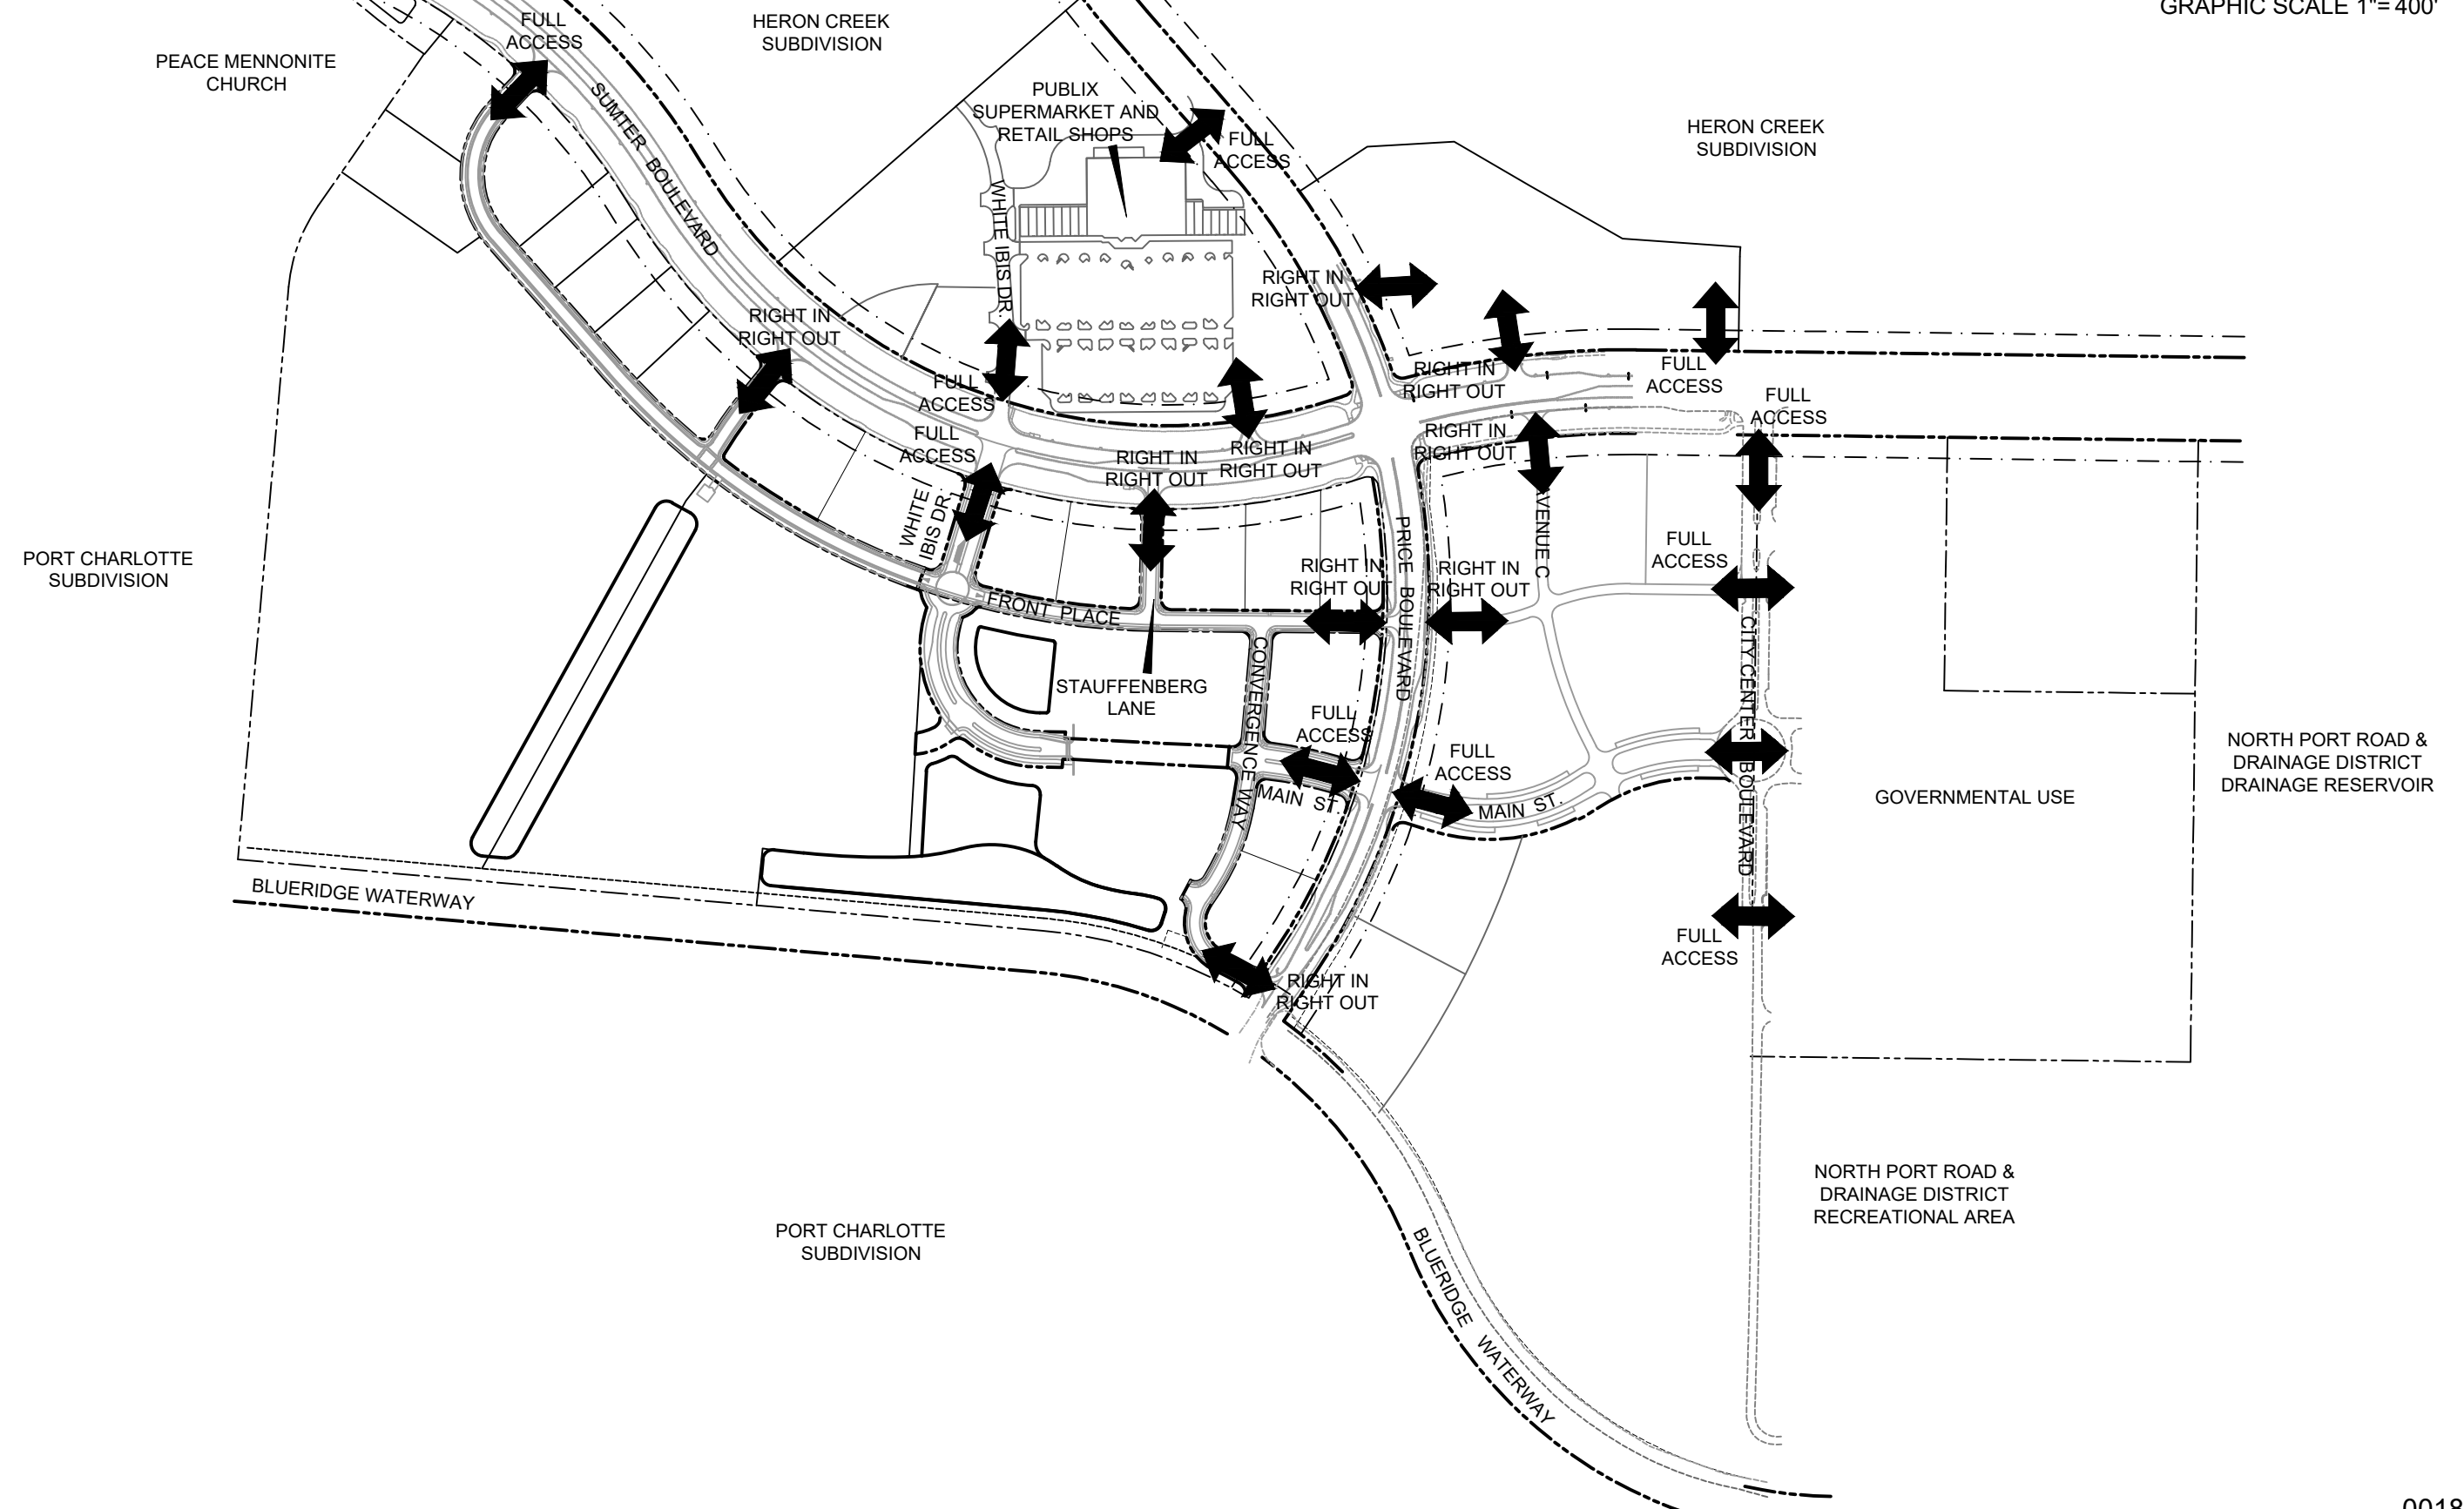 GRAPHIC SCALE 1"= 400'
FULL
ACCESS
HERON CREEK
SUBDIVISION
PEACE MENNONITE
CHURCH
PUBLIX
SUPERMARKET AND
RETAIL SHOPS
SUMTER BOULEVARD
FULL
ACCESS
HERON CREEK
SUBDIVISION
WHITE IBIS DR.
RIGHT IN
RIGHT OUT
RIGHT IN
RIGHT OUT
FULL
ACCESS
RIGHT IN
RIGHT OUT
FULL
ACCESS
FULL
ACCESS
FULL
ACCESS
RIGHT IN
RIGHT OUT
RIGHT IN
RIGHT OUT
RIGHT IN
RIGHT OUT
WHITE
IBIS DR.
AVENUE C
PRICE BOULEVARD
FULL
ACCESS
PORT CHARLOTTE
SUBDIVISION
RIGHT IN
RIGHT OUT
RIGHT IN
RIGHT OUT
FRONT PLACE
CITY CENTER BOULEVARD
CONVERGENCE WAY
STAUFFENBERG
LANE
FULL
ACCESS
FULL
ACCESS
NORTH PORT ROAD &
DRAINAGE DISTRICT
DRAINAGE RESERVOIR
MAIN ST.
MAIN ST.
GOVERNMENTAL USE
BLUERIDGE WATERWAY
FULL
ACCESS
RIGHT IN
RIGHT OUT
NORTH PORT ROAD &
DRAINAGE DISTRICT
RECREATIONAL AREA
PORT CHARLOTTE
SUBDIVISION
BLUERIDGE WATERWAY